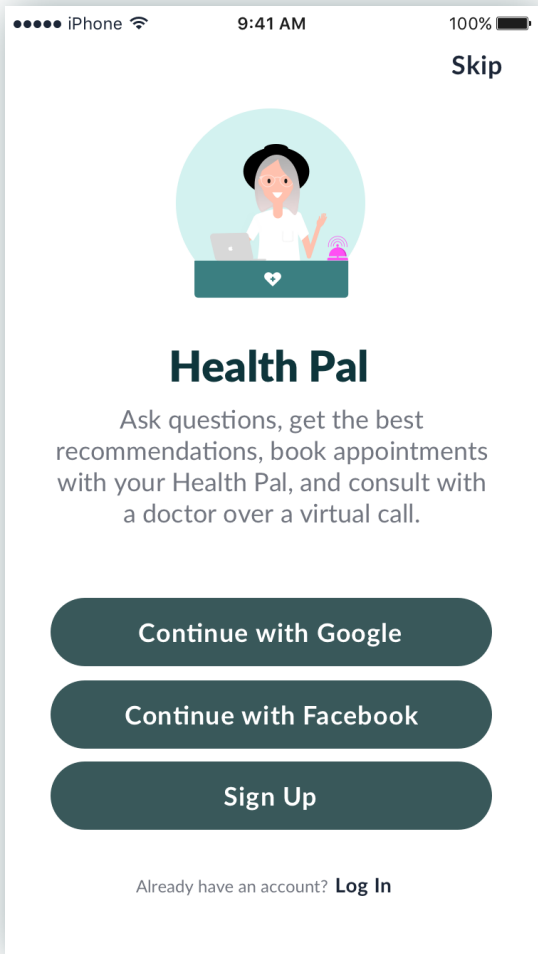 iPhone 9:41 AM 100%
Skip
Health Pal
Ask questions, get the best
recommendations, book appointments
with your Health Pal, and consult with
a doctor over a virtual call.
Continue with Google
Continue with Facebook
Sign Up
Already have an account? Log In